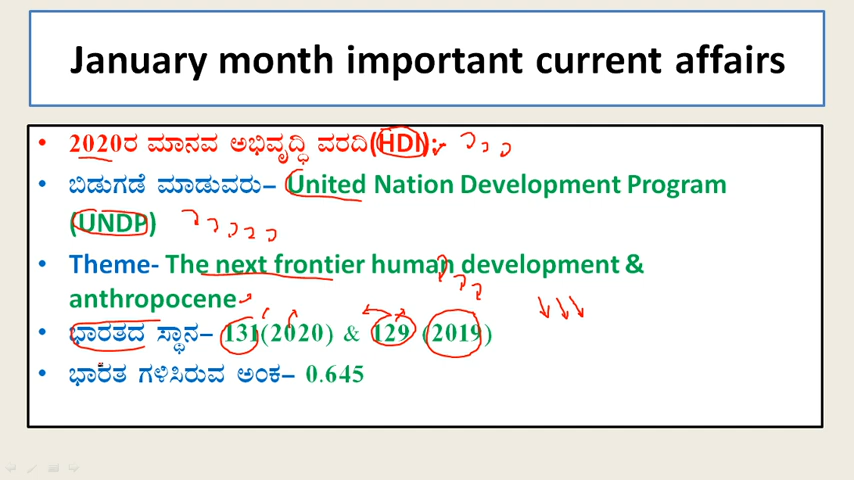 January month important current affairs
• 2020ರ ಮಾನವ ಅಭಿವೃದ್ಧಿ ವರದಿ(HDI):
• ಬಿಡುಗಡೆ ಮಾಡುವರು– United Nation Development Program
(UNDP)
• Theme- The next frontier human development &
anthropocene
• ಭಾರತದ ಸ್ಥಾನ– 131(2020) & 129 (2019)
• ಭಾರತ ಗಳಿಸಿರುವ ಅಂಕ– 0.645